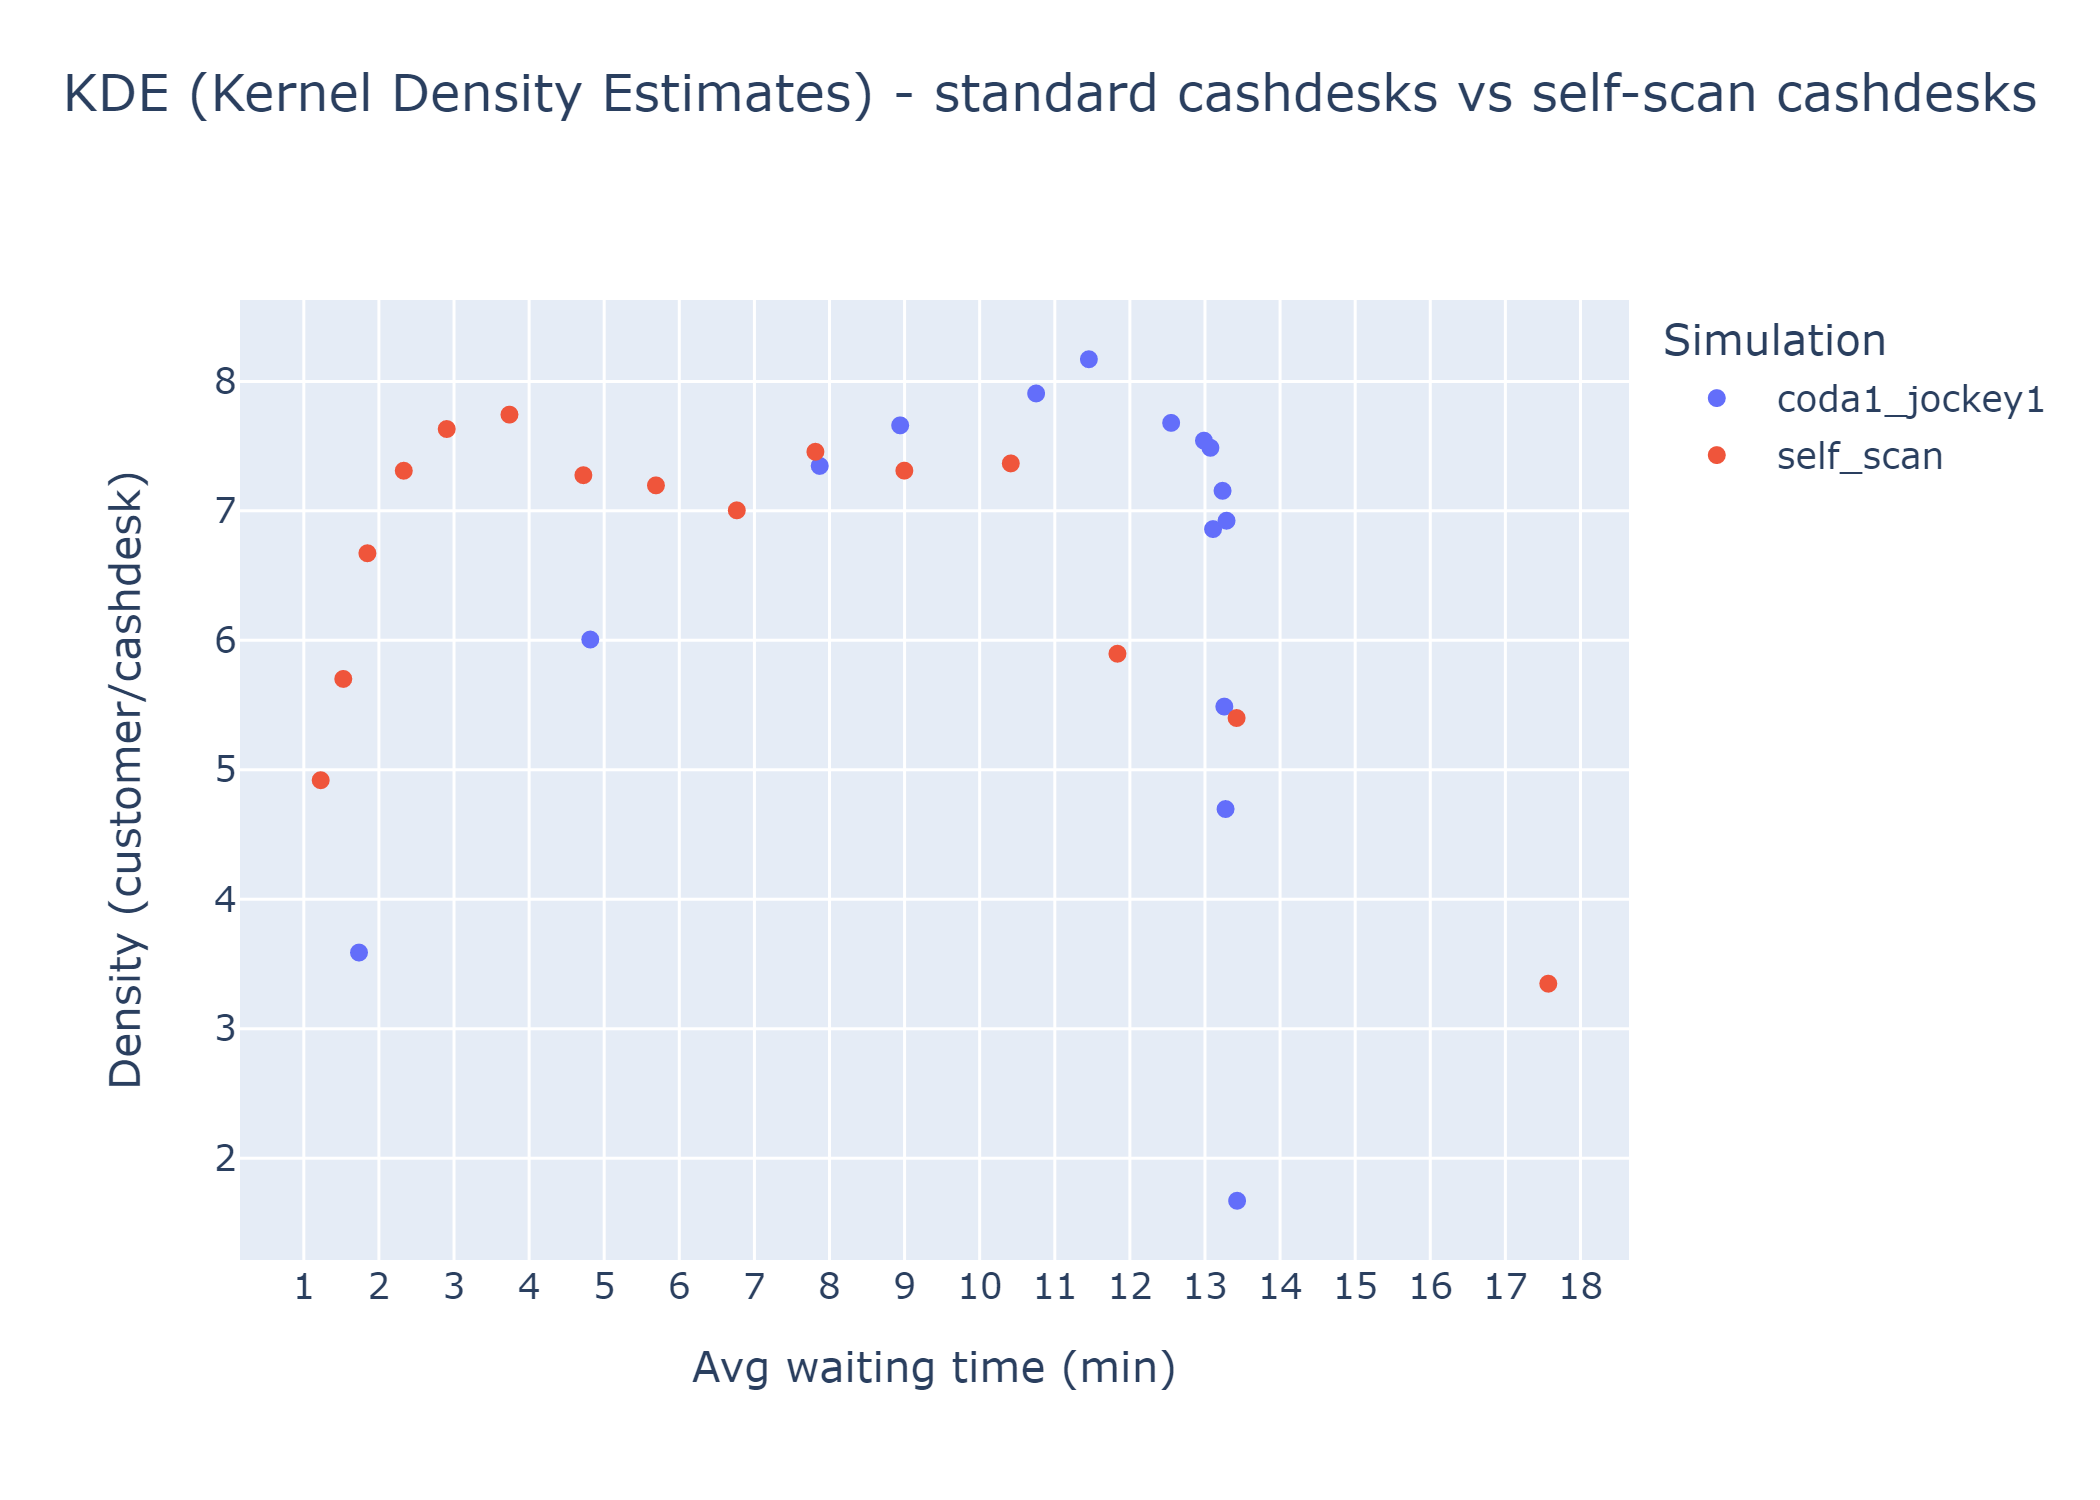 KDE (Kernel Density Estimates) - standard cashdesks vs self-scan cashdesks
Simulation
coda1_jockey1
self_scan
Density (customer/cashdesk)
8
7
6
5
4
3
2
1 2 3 4 5 6 7 8 9 10 11 12 13 14 15 16 17 18
Avg waiting time (min)